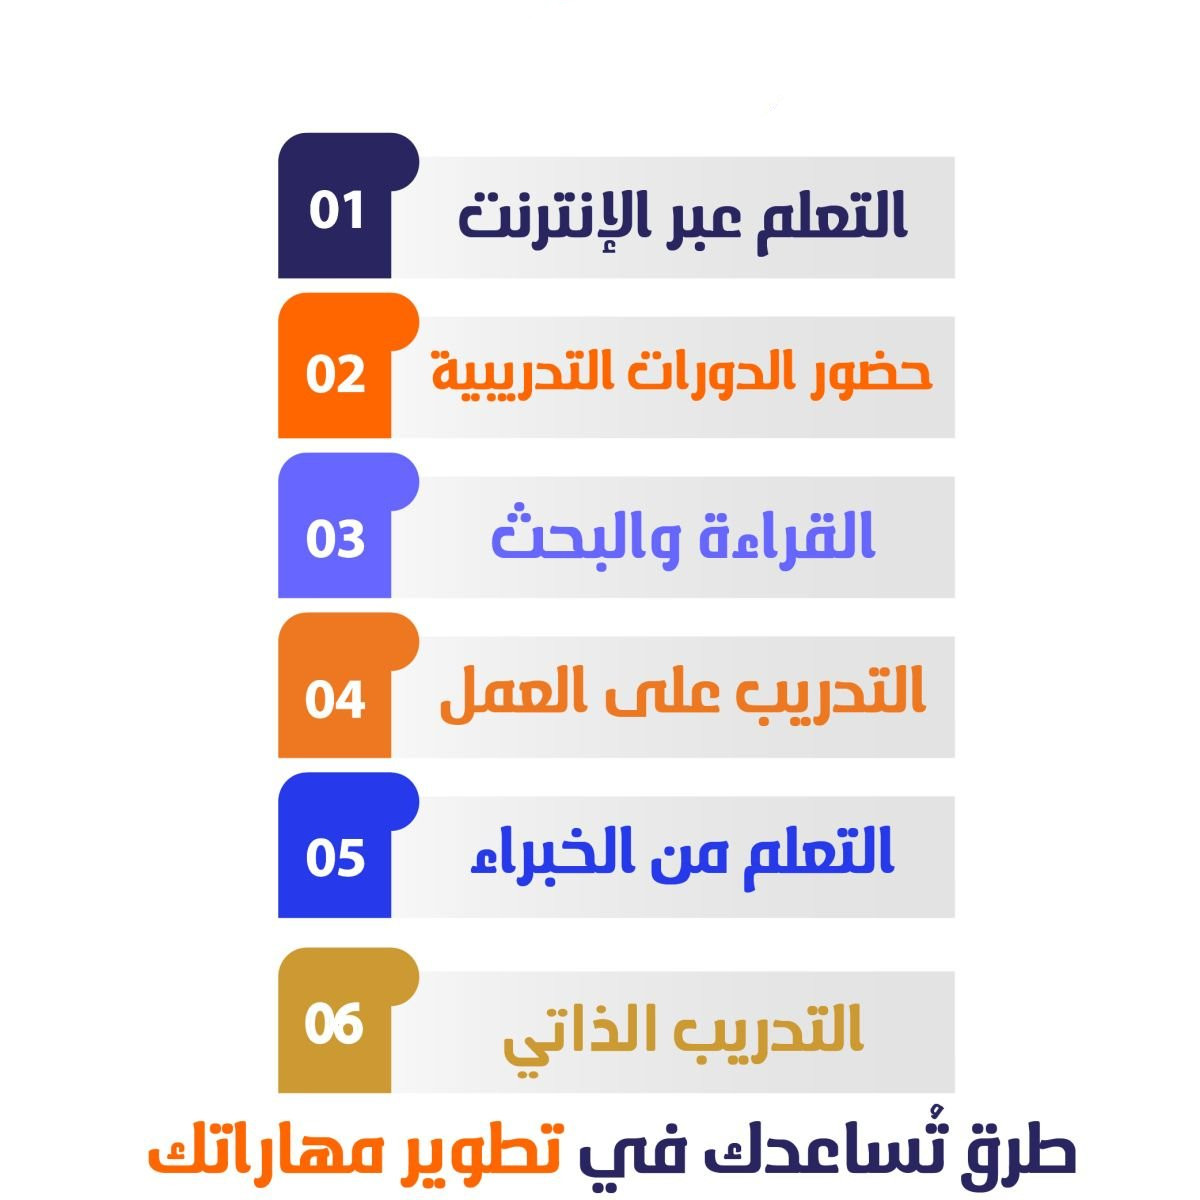 01
التعلم عبر الإنترنت
02
حضور الدورات التدريبية
03
القراءة والبحث
04
التدريب على العمل
05
التعلم من الخبراء
06
التدريب الذاتي
طرق تُساعدك في تطوير مهاراتك